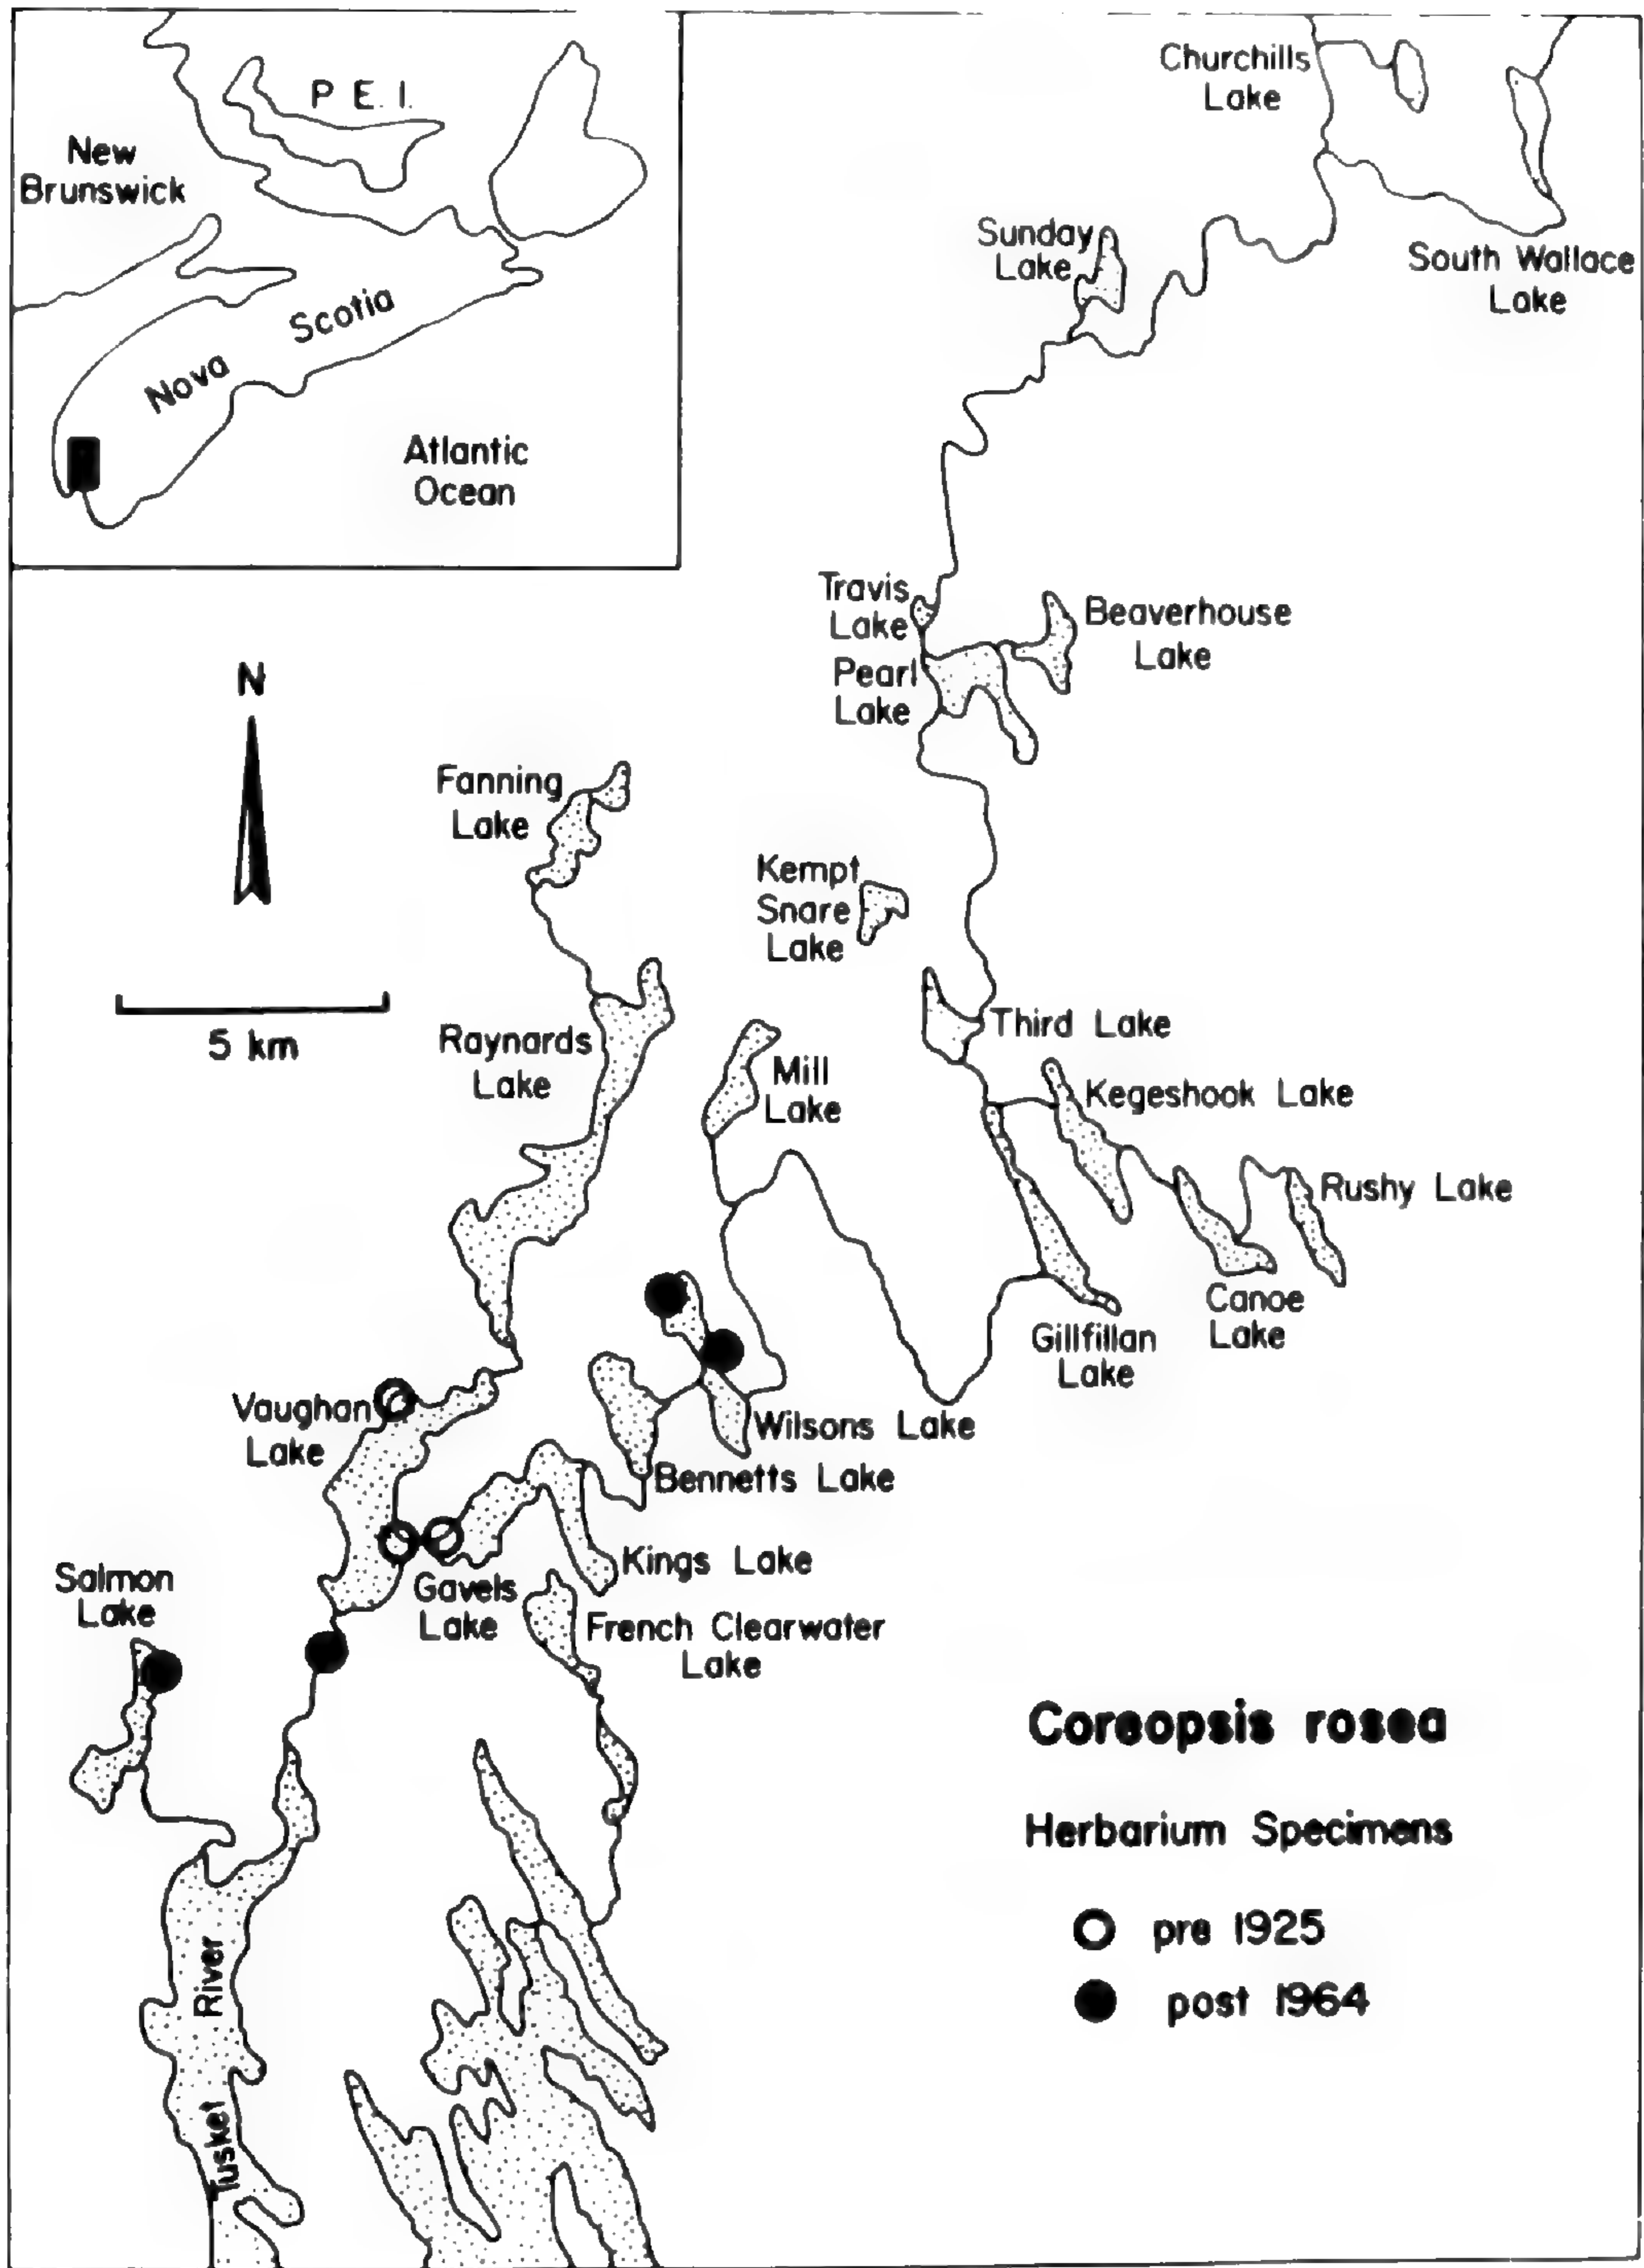 P. E. I.
New
Brunswick
Nova Scotia
Atlantic
Ocean
Churchills
Lake
South Wallace
Lake
Sunday
Lake
Travis
Lake
Pearl
Lake
Beaverhouse
Lake
N
Fanning
Lake
Kempt
Snare
Lake
5 km
Raynards
Lake
Third Lake
Mill
Lake
Kegeshook Lake
Rushy Lake
Canoe
Lake
Gillfillan
Lake
Vaughan
Lake
Wilsons Lake
Bennetts Lake
Kings Lake
Gavels
Lake
Salmon
Lake
French Clearwater
Lake
Tusket River
Coreopsis rosea
Herbarium Specimens
pre 1925
post 1964